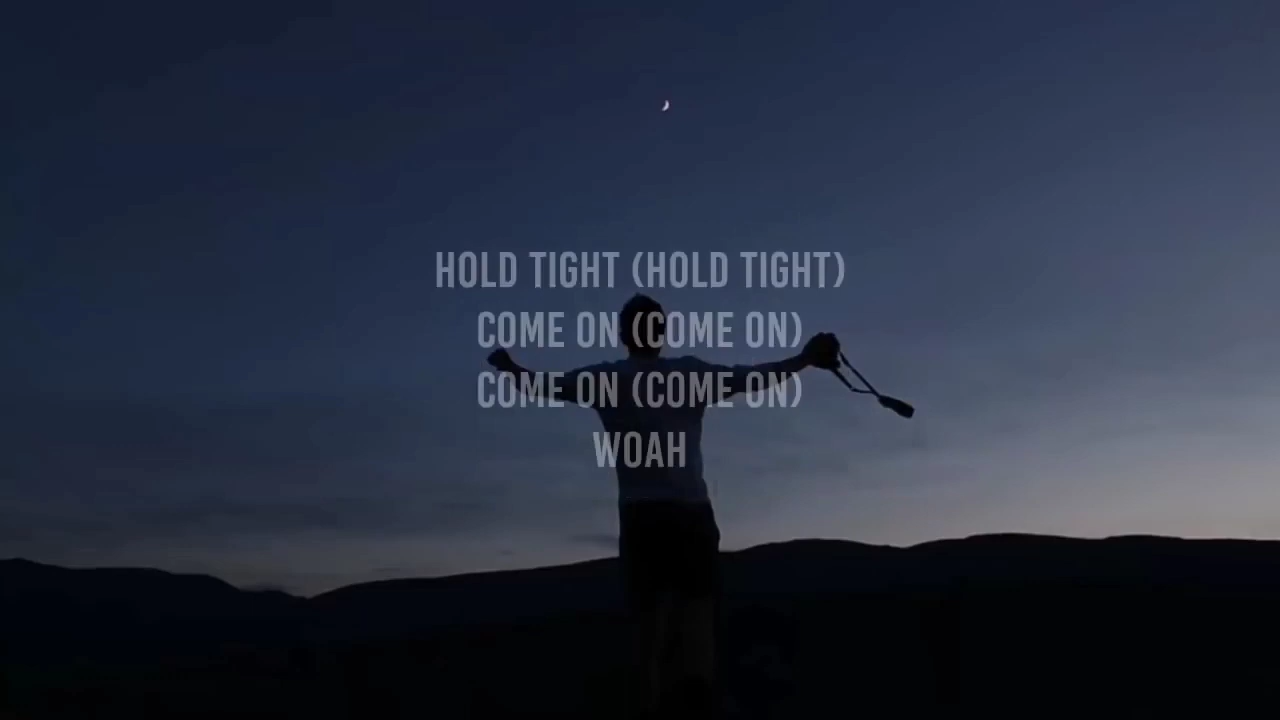 HOLD TIGHT (HOLD TIGHT)
COME ON (COME ON)
COME ON (COME ON)
WOAH